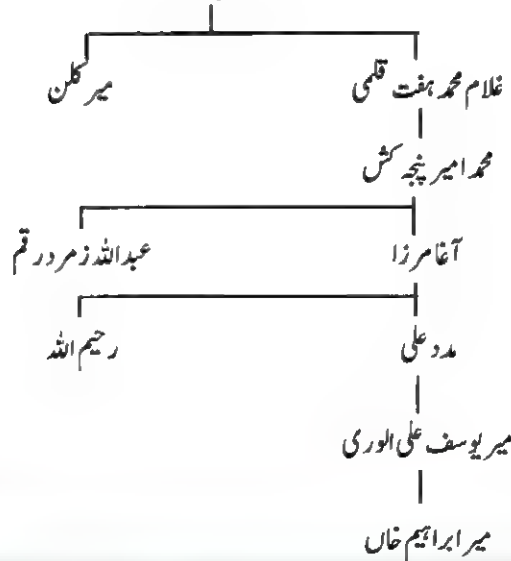 غلام محمد ہفت قلمی
میر کلن
محمد امیر پنجہ کش
آغا مرزا
عبداللہ زمرد رقم
مدد علی
رحیم اللہ
میر یوسف علی الوری
میر ابراہیم خاں